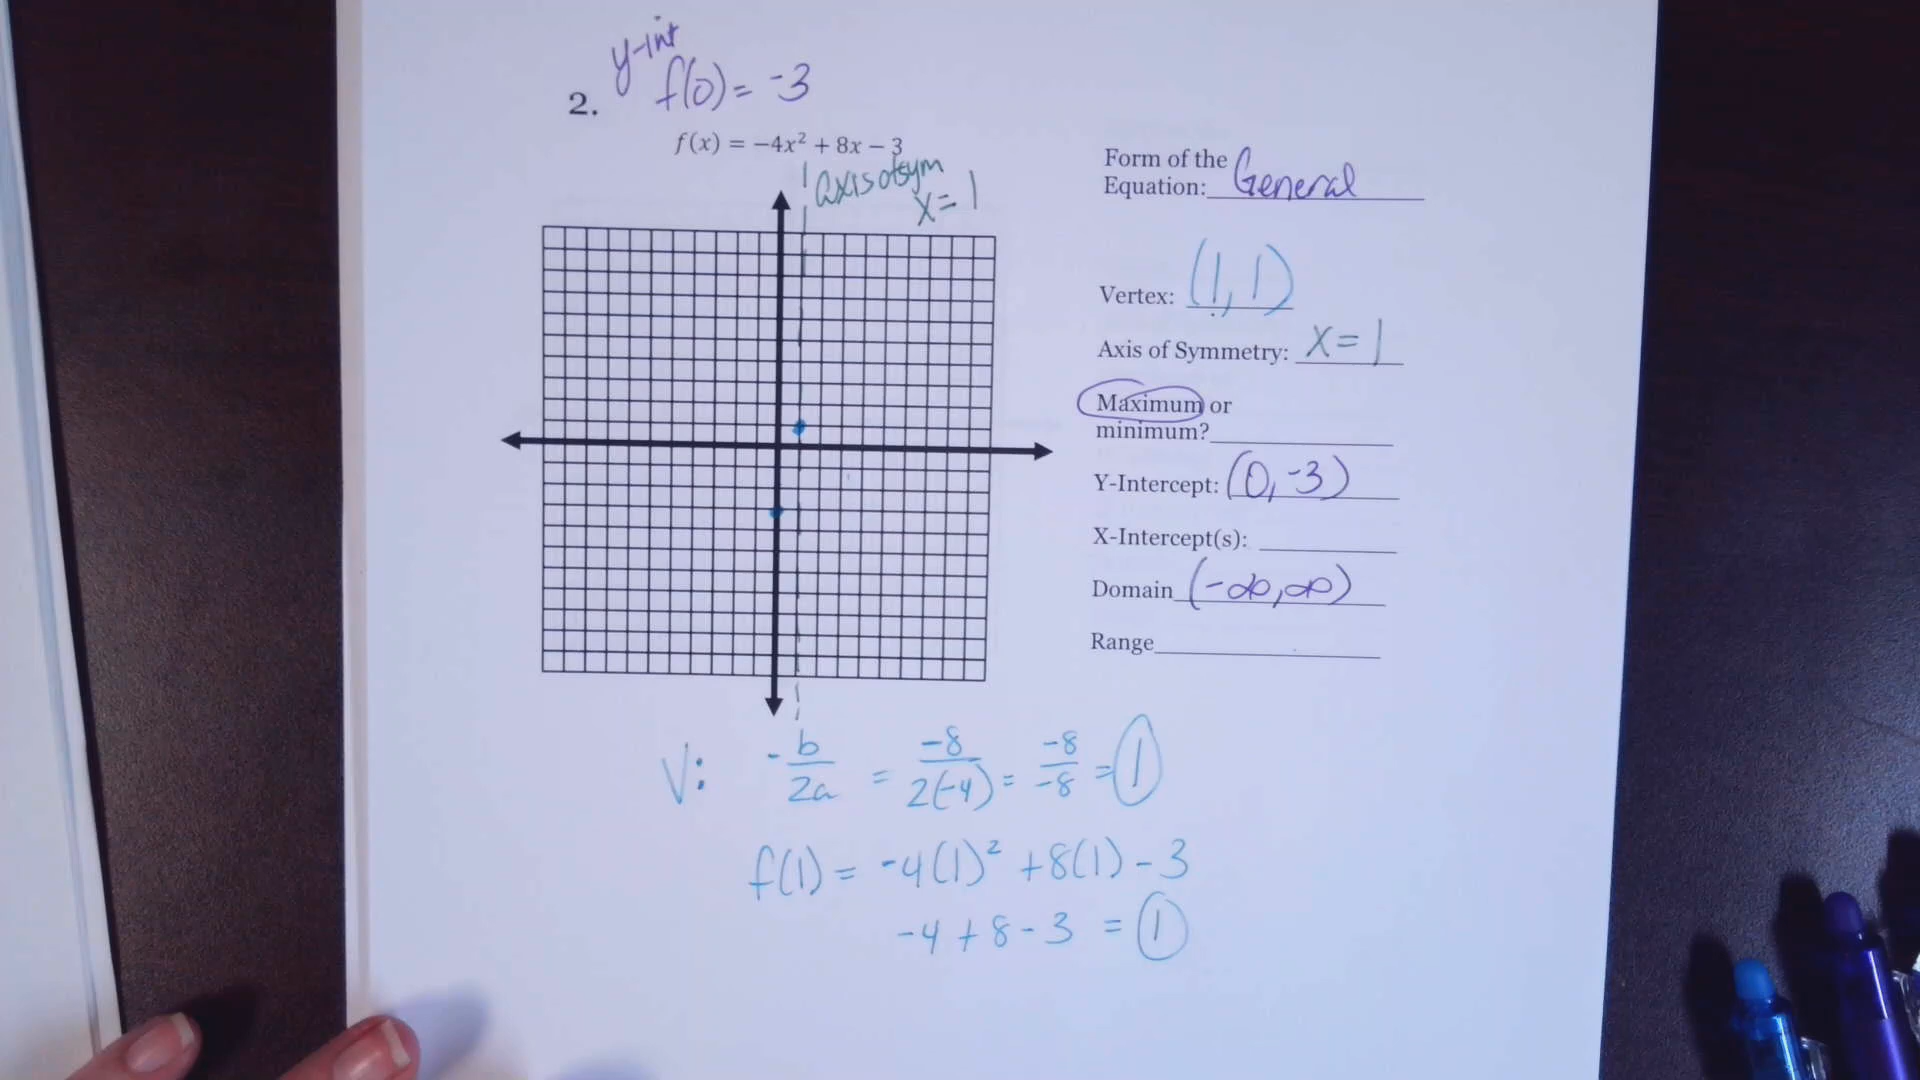 y-int
f(0) = -3
2.
f(x) = −4x² + 8x − 3
axis of sym
x = 1
Form of the
Equation: General
Vertex: (1, 1)
Axis of Symmetry: x = 1
Maximum or
minimum?
Y-Intercept: (0, -3)
X-Intercept(s):
Domain (-∞, ∞)
Range
V: -b/2a = -8/2(-4) = -8/-8 = 1
f(1) = -4(1)² + 8(1) - 3
-4 + 8 - 3 = 1